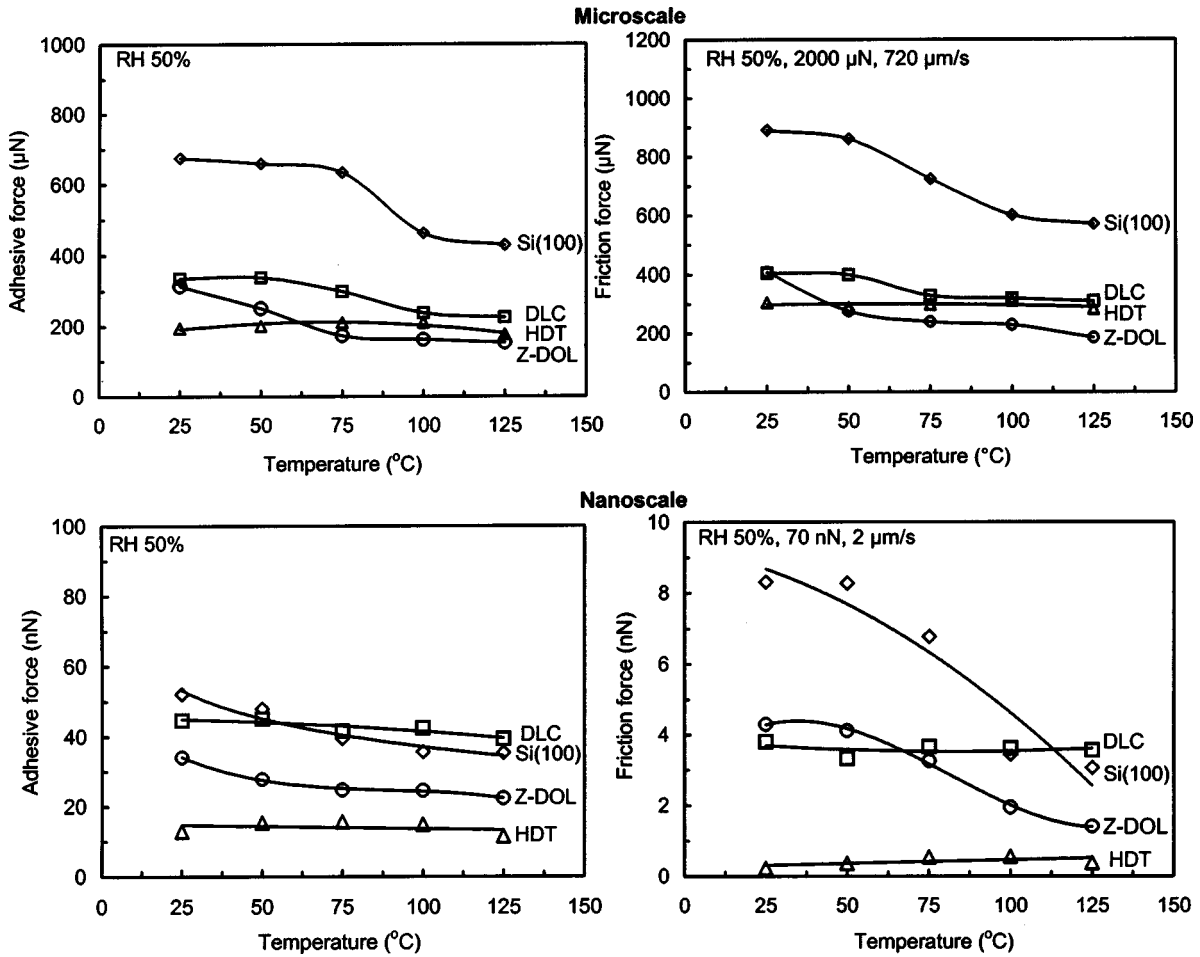 Microscale
1000
800
600
400
200
0
Adhesive force (µN)
RH 50%
Si(100)
DLC
HDT
Z-DOL
0 25 50 75 100 125 150
Temperature (°C)
1200
1000
800
600
400
200
0
Friction force (µN)
RH 50%, 2000 µN, 720 µm/s
Si(100)
DLC
HDT
Z-DOL
0 25 50 75 100 125 150
Temperature (°C)
Nanoscale
100
80
60
40
20
0
Adhesive force (nN)
RH 50%
DLC
Si(100)
Z-DOL
HDT
0 25 50 75 100 125 150
Temperature (°C)
10
8
6
4
2
0
Friction force (nN)
RH 50%, 70 nN, 2 µm/s
DLC
Si(100)
Z-DOL
HDT
0 25 50 75 100 125 150
Temperature (°C)